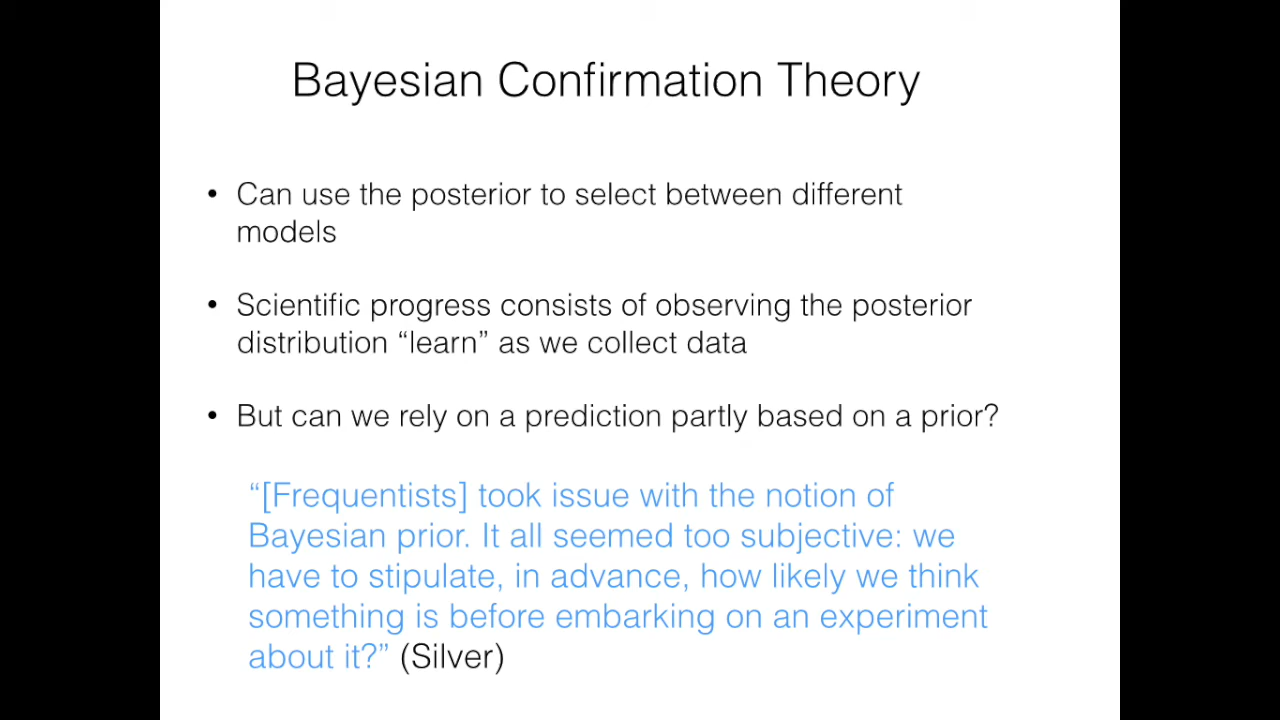 Bayesian Confirmation Theory
• Can use the posterior to select between different
models
• Scientific progress consists of observing the posterior
distribution “learn” as we collect data
• But can we rely on a prediction partly based on a prior?
“[Frequentists] took issue with the notion of
Bayesian prior. It all seemed too subjective: we
have to stipulate, in advance, how likely we think
something is before embarking on an experiment
about it?” (Silver)